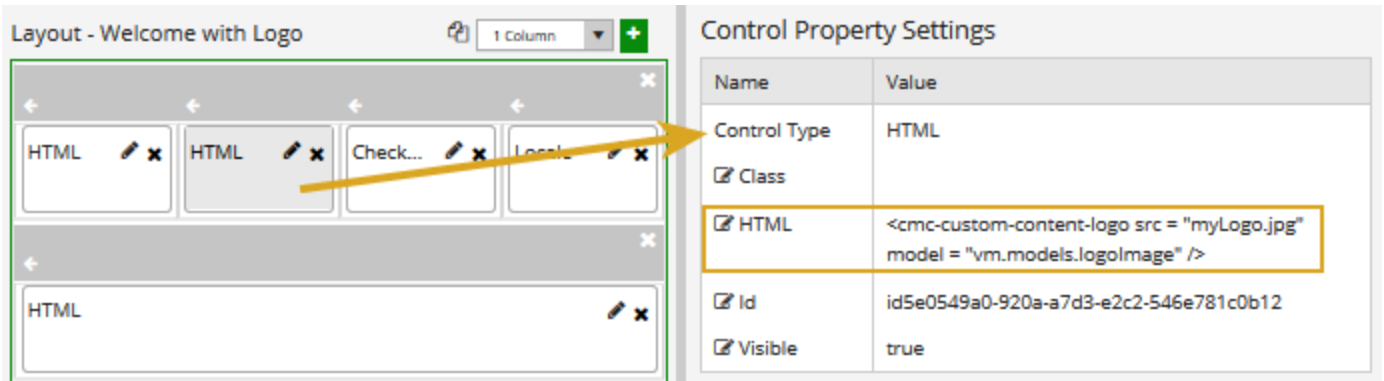 Layout - Welcome with Logo
1 Column
HTML
HTML
Check...
Locale
HTML
Control Property Settings
Name Value
Control Type HTML
Class
HTML <cmc-custom-content-logo src = "myLogo.jpg"
model = "vm.models.logoImage" />
Id id5e0549a0-920a-a7d3-e2c2-546e781c0b12
Visible true